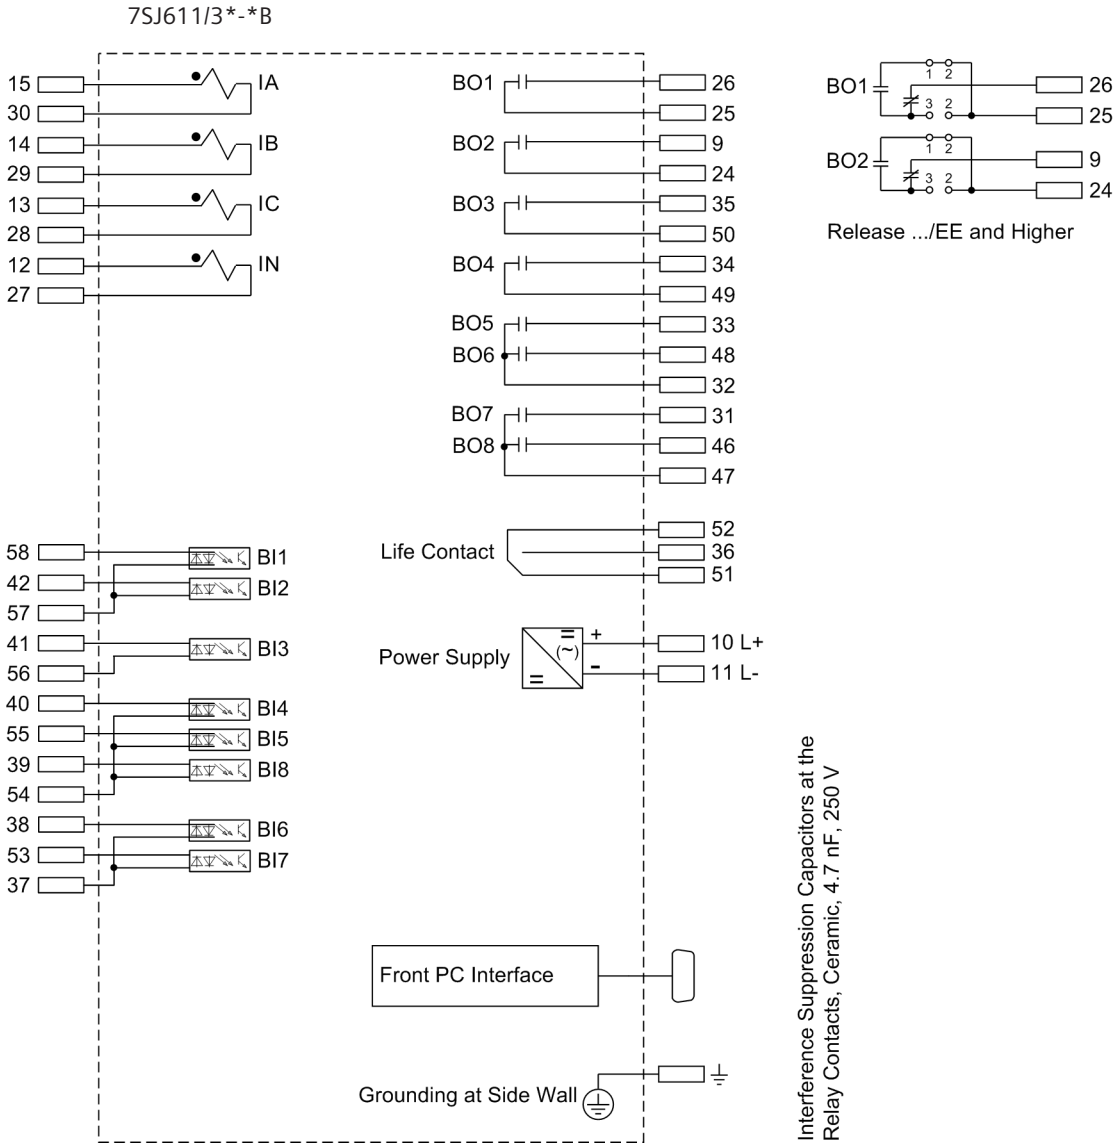 7SJ611/3*-*B
15
30
14
29
13
28
12
27
IA
IB
IC
IN
BO1
BO2
BO3
BO4
BO5
BO6
BO7
BO8
26
25
9
24
35
50
34
49
33
48
32
31
46
47
BO1
1 2
3 2
26
25
BO2
1 2
3 2
9
24
Release .../EE and Higher
58
42
57
41
56
40
55
39
54
38
53
37
BI1
BI2
BI3
BI4
BI5
BI8
BI6
BI7
Life Contact
52
36
51
Power Supply
=
(~)
=
+
-
10 L+
11 L-
Front PC Interface
Grounding at Side Wall
Interference Suppression Capacitors at the
Relay Contacts, Ceramic, 4.7 nF, 250 V